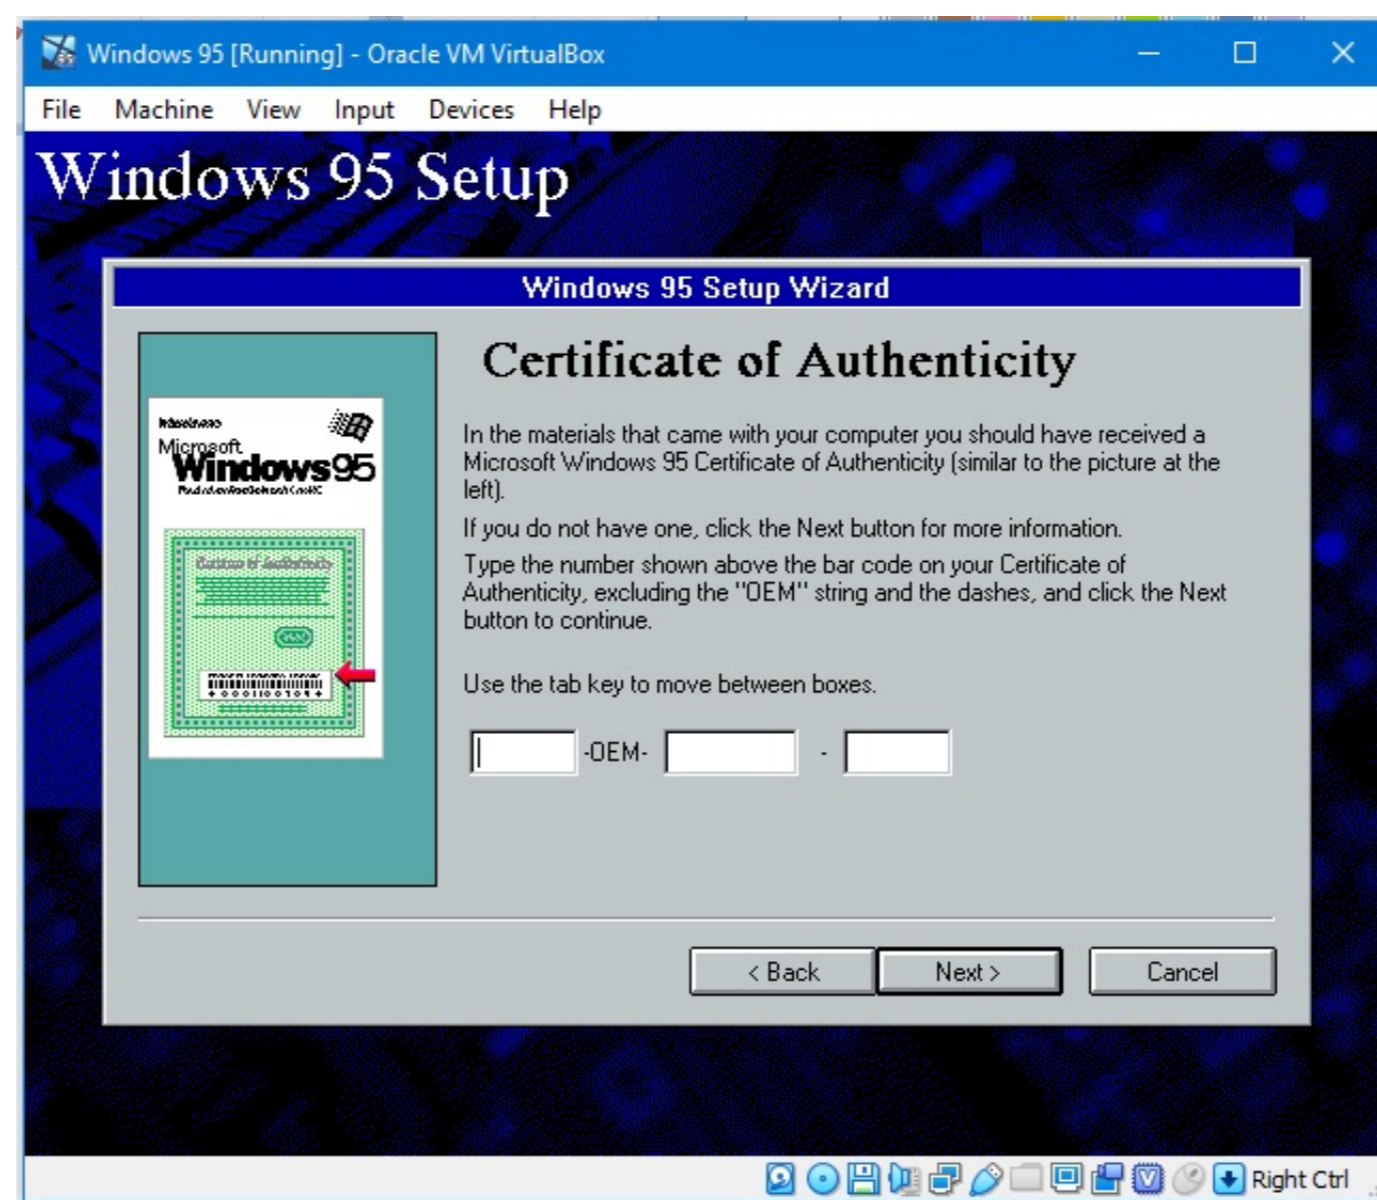 Windows 95 [Running] - Oracle VM VirtualBox
File Machine View Input Devices Help
Windows 95 Setup
Windows 95 Setup Wizard
Certificate of Authenticity
Microsoft
Windows95
In the materials that came with your computer you should have received a
Microsoft Windows 95 Certificate of Authenticity (similar to the picture at the
left).
If you do not have one, click the Next button for more information.
Type the number shown above the bar code on your Certificate of
Authenticity, excluding the "OEM" string and the dashes, and click the Next
button to continue.
Use the tab key to move between boxes.
-OEM- -
< Back Next > Cancel
Right Ctrl